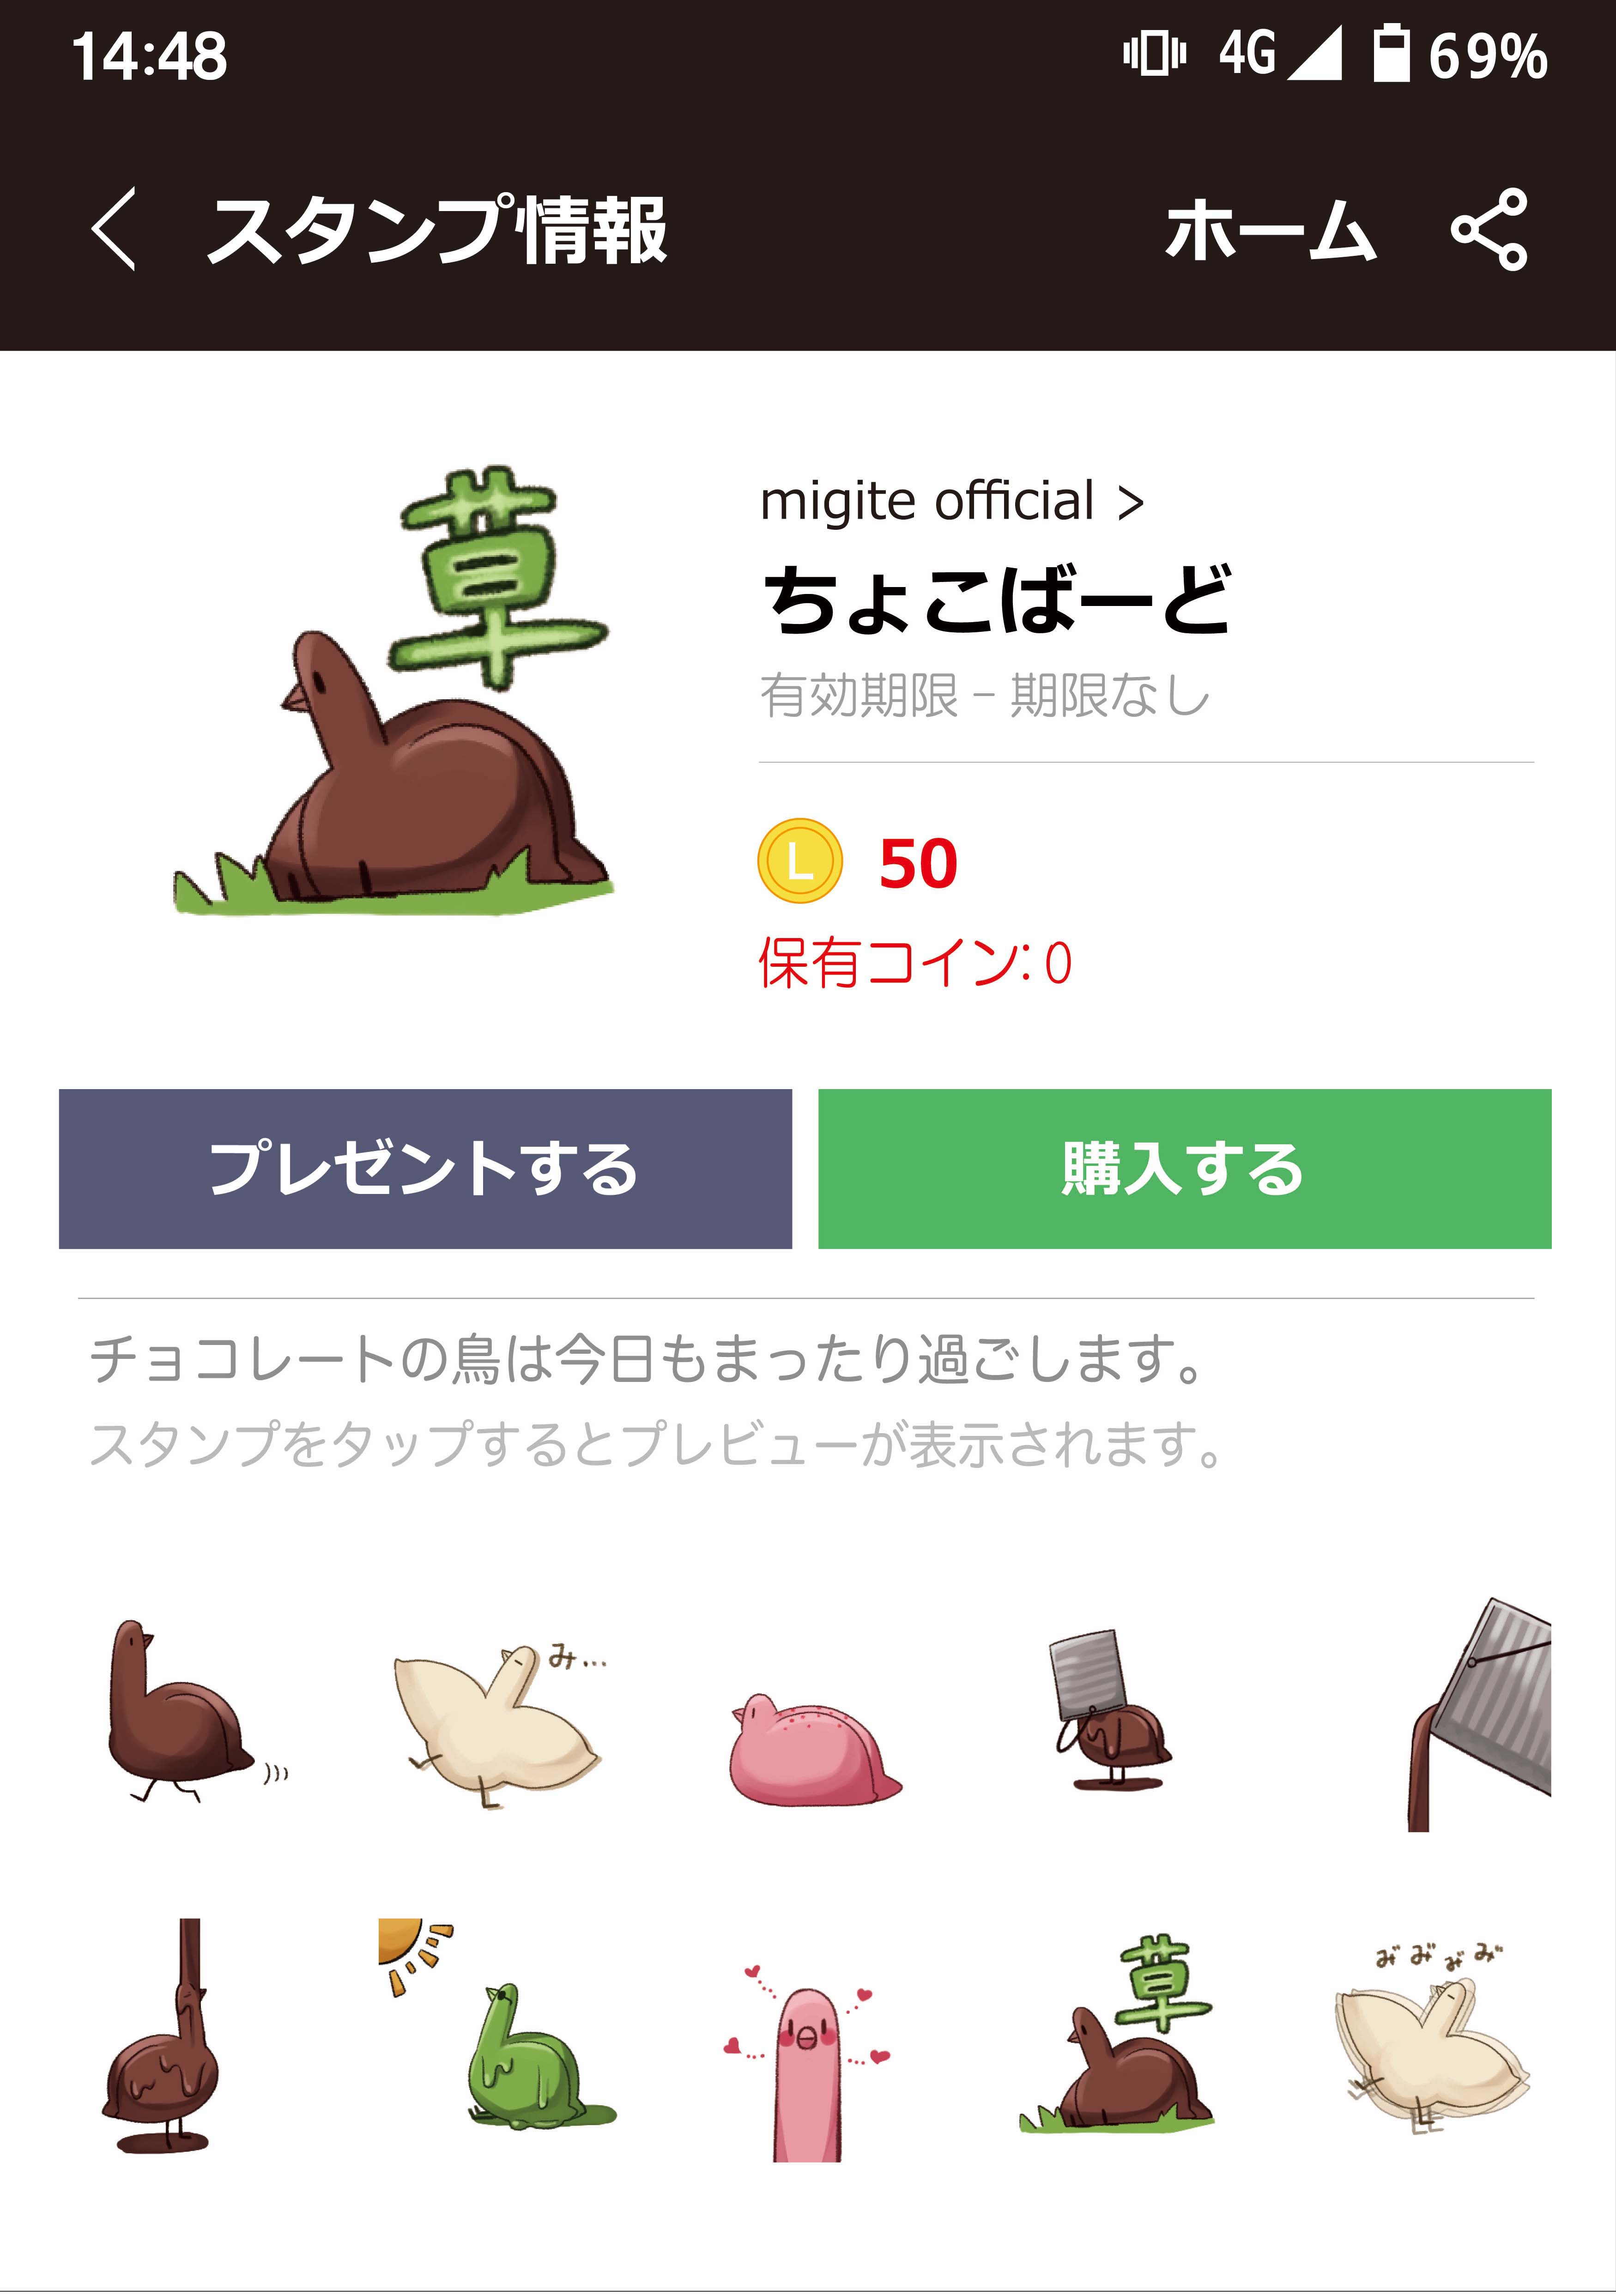 14:48 4G 69%
スタンプ情報 ホーム
草
migite official >
ちょこばーど
有効期限 - 期限なし
L 50
保有コイン: 0
プレゼントする 購入する
チョコレートの鳥は今日もまったり過ごします。
スタンプをタップするとプレビューが表示されます。
み…
草
み゛み゛み゛み゛